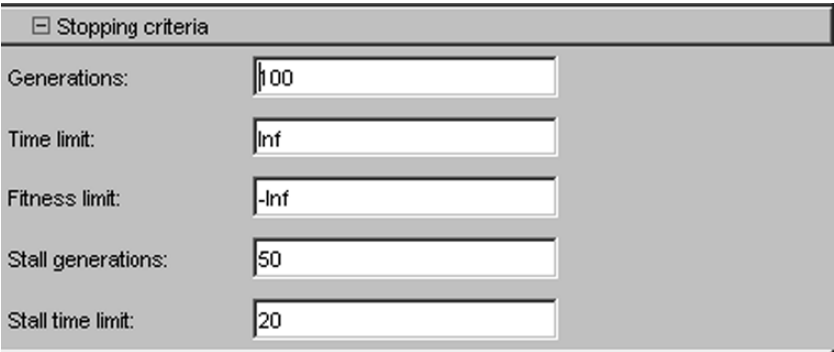 Stopping criteria
Generations: 100
Time limit: Inf
Fitness limit: -Inf
Stall generations: 50
Stall time limit: 20